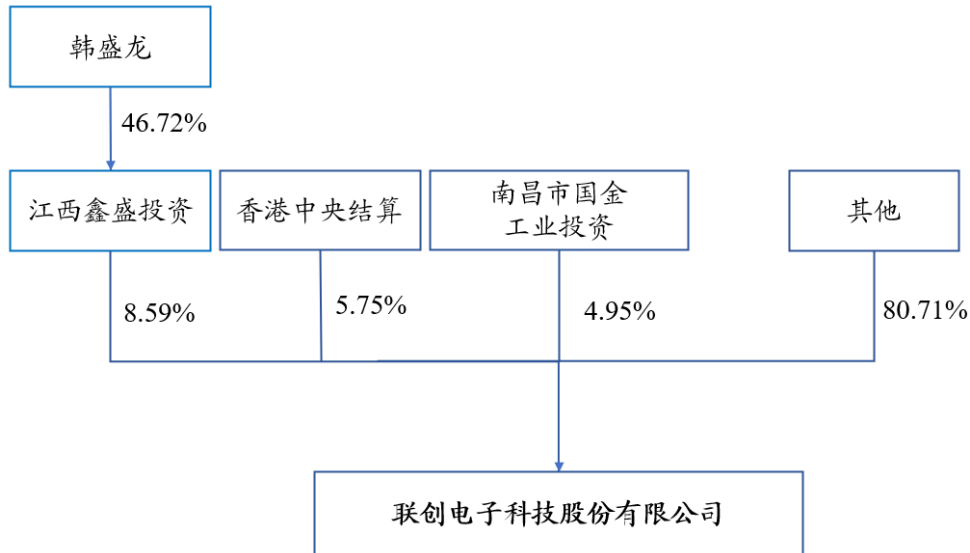 韩盛龙
46.72%
江西鑫盛投资
香港中央结算
南昌市国金
工业投资
其他
8.59%
5.75%
4.95%
80.71%
联创电子科技股份有限公司